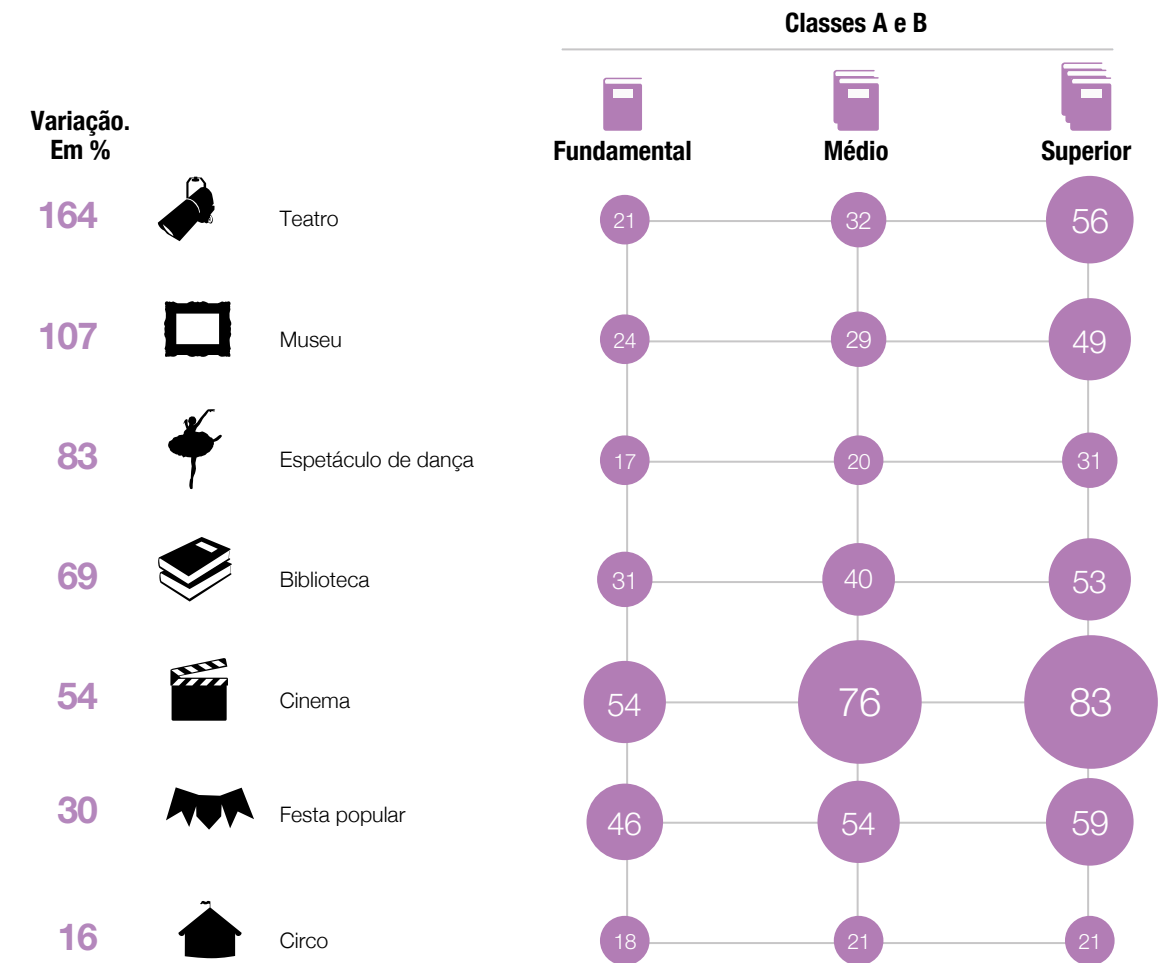 Classes A e B
Variação.
Em %
Fundamental Médio Superior
164 Teatro 21 32 56
107 Museu 24 29 49
83 Espetáculo de dança 17 20 31
69 Biblioteca 31 40 53
54 Cinema 54 76 83
30 Festa popular 46 54 59
16 Circo 18 21 21